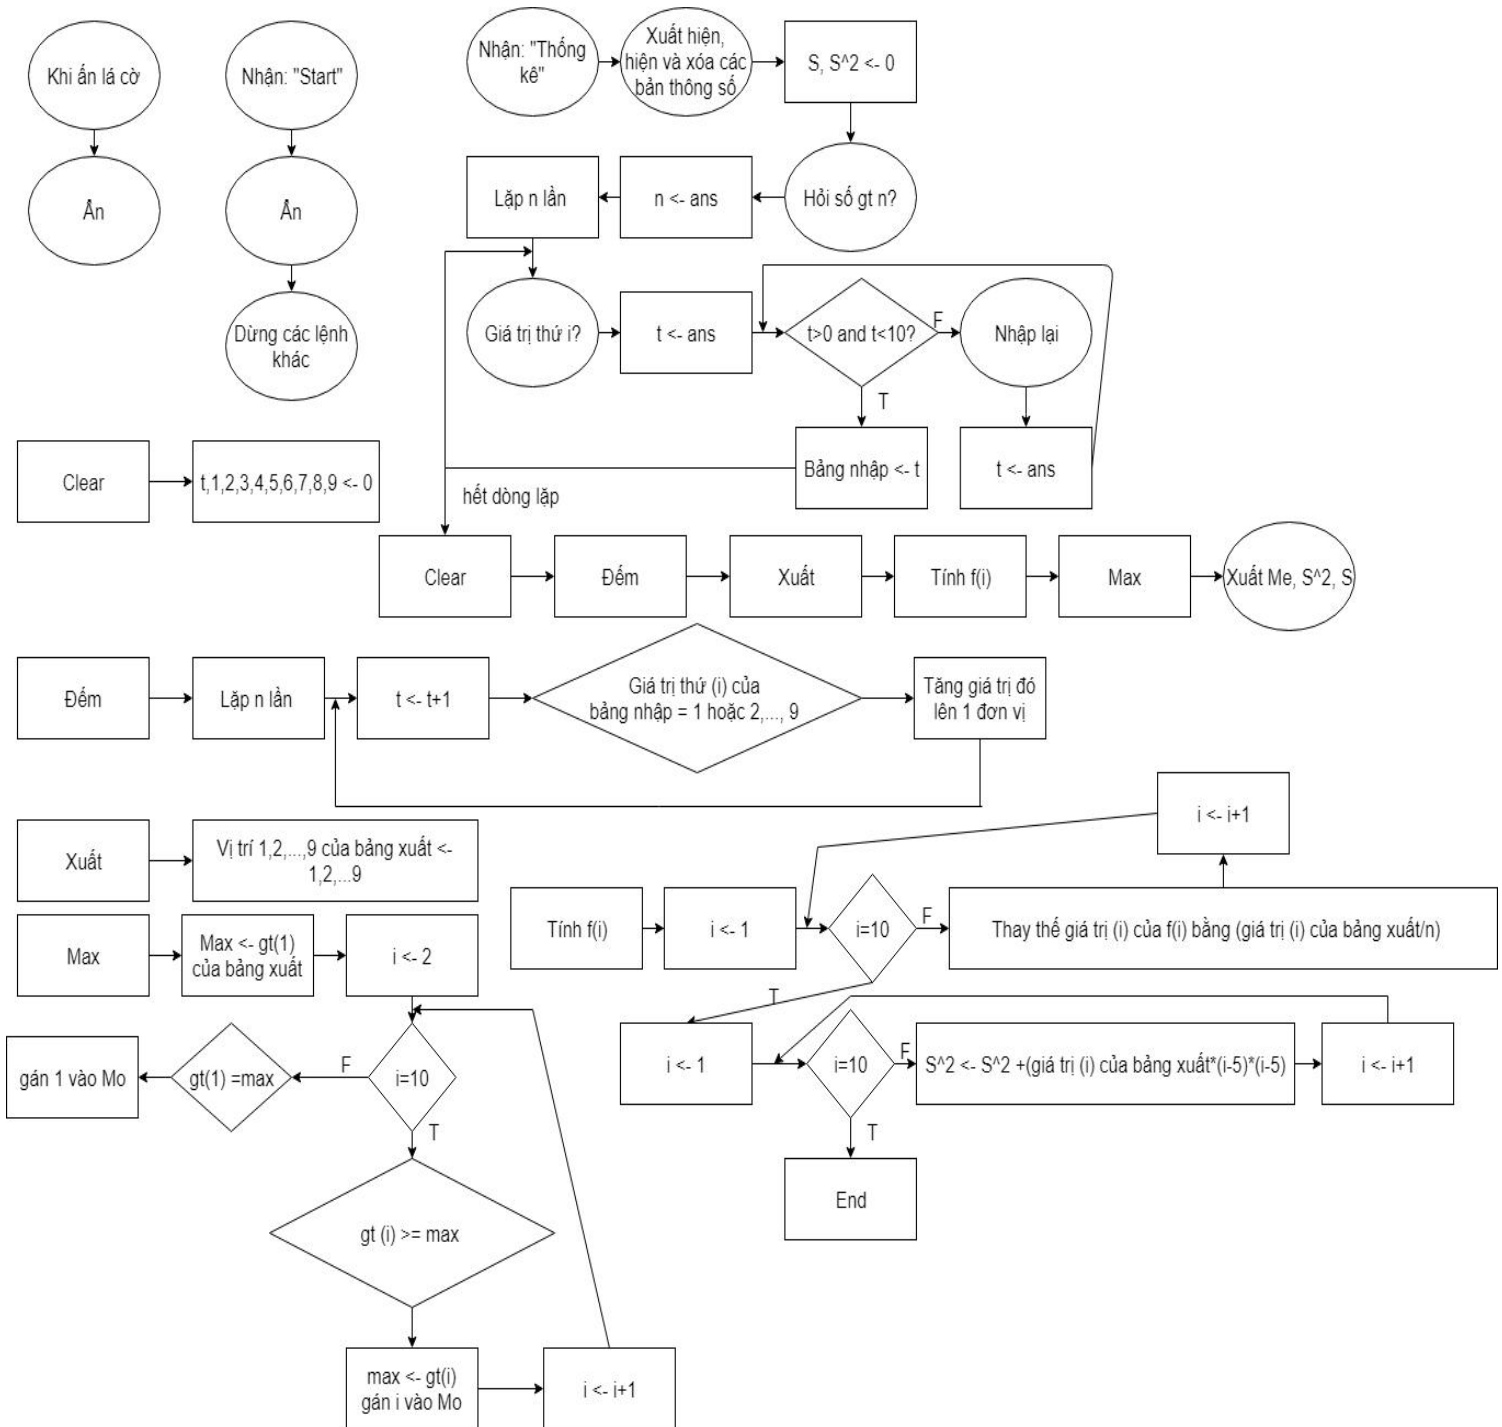 Khi ấn lá cờ
Ẩn
Nhận: "Start"
Ẩn
Dừng các lệnh
khác
Nhận: "Thống
kê"
Xuất hiện,
hiện và xóa các
bản thông số
S, S^2 <- 0
Hỏi số gt n?
n <- ans
Lặp n lần
Giá trị thứ i?
t <- ans
t>0 and t<10?
F
Nhập lại
T
Bảng nhập <- t
t <- ans
hết dòng lặp
Clear
t,1,2,3,4,5,6,7,8,9 <- 0
Clear
Đếm
Xuất
Tính f(i)
Max
Xuất Me, S^2, S
Đếm
Lặp n lần
t <- t+1
Giá trị thứ (i) của
bảng nhập = 1 hoặc 2,..., 9
Tăng giá trị đó
lên 1 đơn vị
Xuất
Vị trí 1,2,...,9 của bảng xuất <-
1,2,...9
Max
Max <- gt(1)
của bảng xuất
i <- 2
i=10
F
gt(1) =max
gán 1 vào Mo
T
gt (i) >= max
max <- gt(i)
gán i vào Mo
i <- i+1
Tính f(i)
i <- 1
i=10
F
Thay thế giá trị (i) của f(i) bằng (giá trị (i) của bảng xuất/n)
i <- i+1
T
i <- 1
i=10
F
S^2 <- S^2 +(giá trị (i) của bảng xuất*(i-5)*(i-5)
i <- i+1
T
End